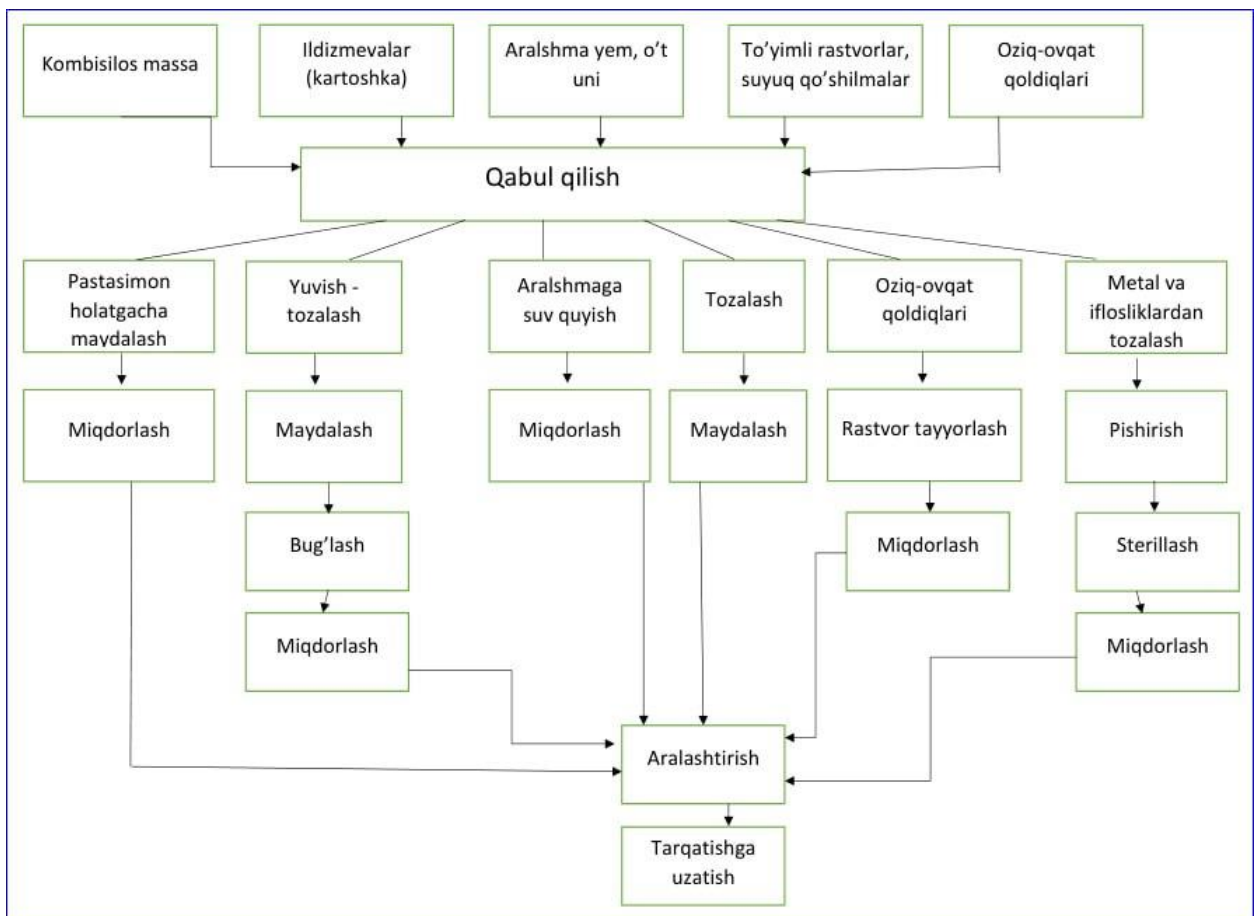 Kombisilos massa
Ildizmevalar
(kartoshka)
Aralshma yem, o’t
uni
To’yimli rastvorlar,
suyuq qo’shilmalar
Oziq-ovqat
qoldiqlari
Qabul qilish
Pastasimon
holatgacha
maydalash
Yuvish -
tozalash
Aralshmaga
suv quyish
Tozalash
Oziq-ovqat
qoldiqlari
Metal va
iflosliklardan
tozalash
Miqdorlash
Maydalash
Miqdorlash
Maydalash
Rastvor tayyorlash
Pishirish
Bug’lash
Miqdorlash
Sterillash
Miqdorlash
Miqdorlash
Aralashtirish
Tarqatishga
uzatish